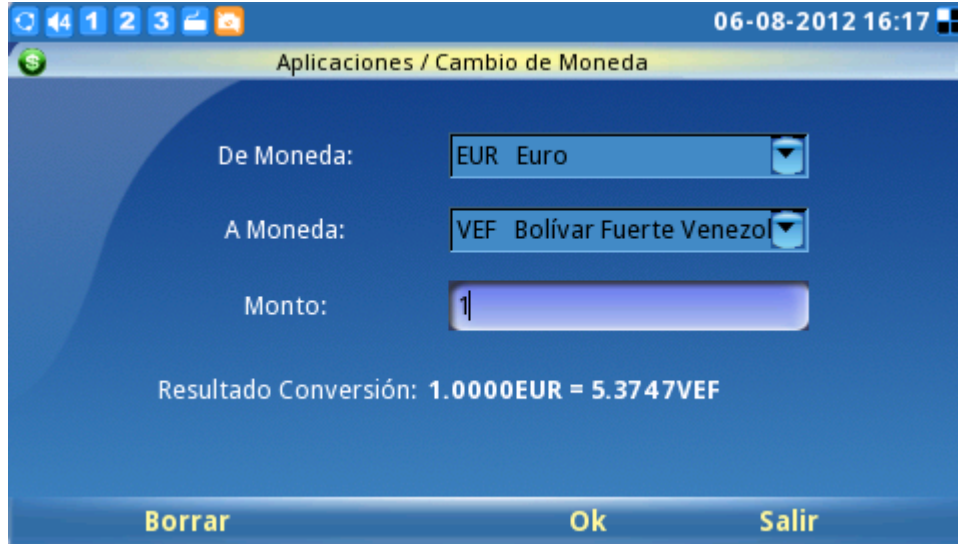 4 1 2 3 06-08-2012 16:17
$ Aplicaciones / Cambio de Moneda
De Moneda: EUR Euro
A Moneda: VEF Bolívar Fuerte Venezol
Monto: 1
Resultado Conversión: 1.0000EUR = 5.3747VEF
Borrar Ok Salir